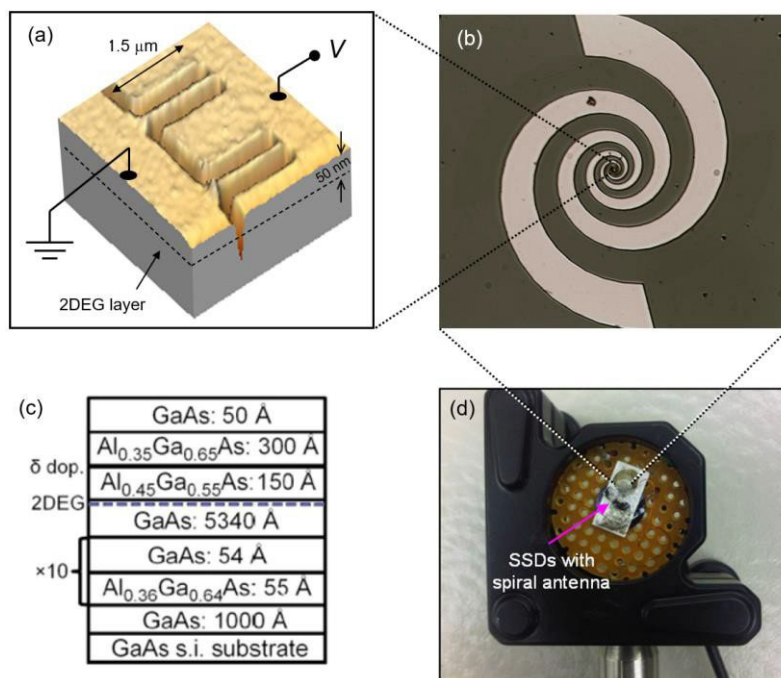 (a)
1.5 μm
V
50 nm
2DEG layer
(b)
(c)
GaAs: 50 Å
Al₀.₃₅Ga₀.₆₅As: 300 Å
δ dop.
Al₀.₄₅Ga₀.₅₅As: 150 Å
2DEG
GaAs: 5340 Å
GaAs: 54 Å
×10
Al₀.₃₆Ga₀.₆₄As: 55 Å
GaAs: 1000 Å
GaAs s.i. substrate
(d)
SSDs with
spiral antenna